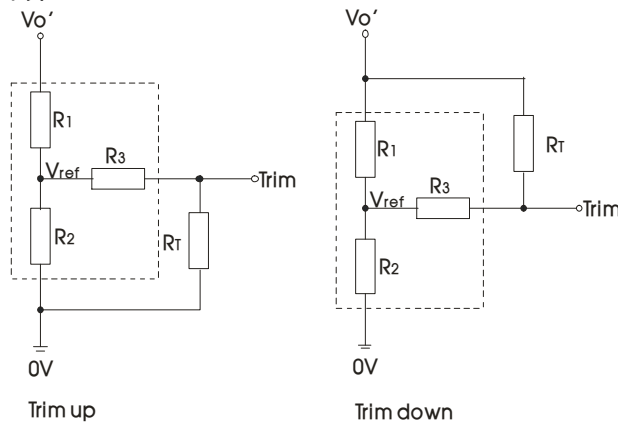 Vo′
R1
Vref
R3
Trim
R2
RT
0V
Trim up
Vo′
R1
RT
Vref
R3
Trim
R2
0V
Trim down